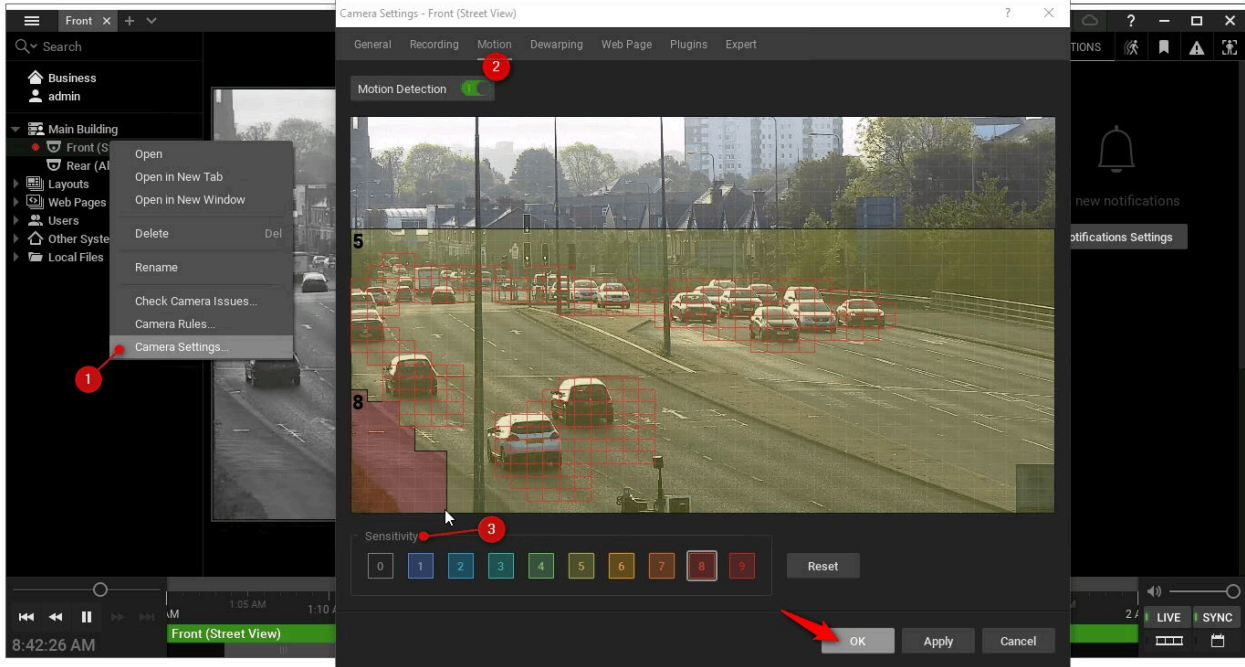 Front
Camera Settings - Front (Street View)
?
?
Search
General Recording Motion Dewarping Web Page Plugins Expert
TIONS
2
Business
admin
Motion Detection
Main Building
Front (S
Rear (Al
Layouts
Web Pages
Users
Other Syste
Local Files
Open
Open in New Tab
Open in New Window
Delete Del
Rename
Check Camera Issues...
Camera Rules...
Camera Settings...
1
new notifications
otifications Settings
5
8
Sensitivity
3
0 1 2 3 4 5 6 7 8 9
Reset
1:05 AM
AM
1:10 A
Front (Street View)
8:42:26 AM
OK Apply Cancel
2 A
LIVE SYNC